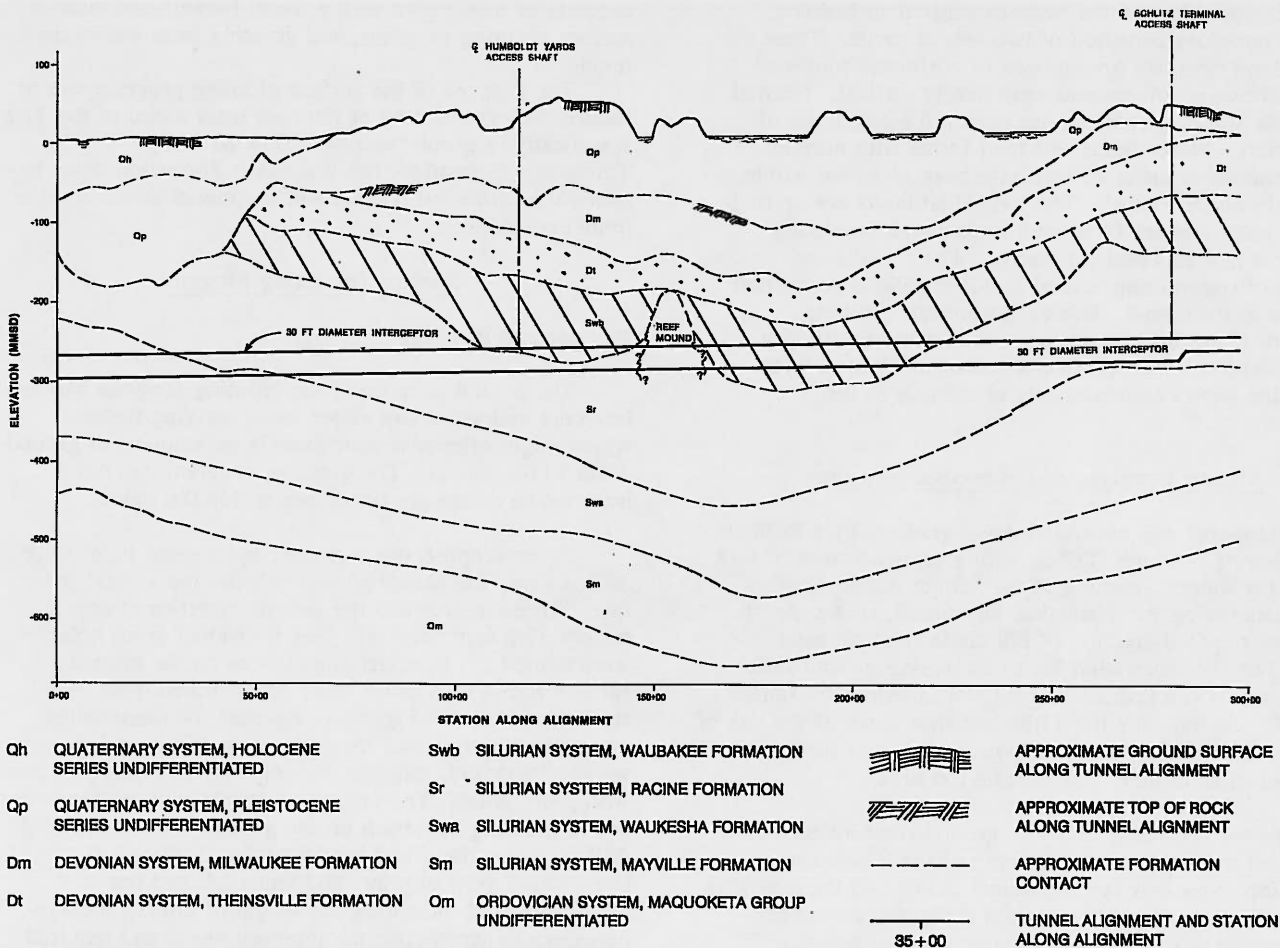 ℄ SCHLITZ TERMINAL
ACCESS SHAFT
℄ HUMBOLDT YARDS
ACCESS SHAFT
100
0
-100
-200
-300
-400
-500
-600
ELEVATION (MMSD)
Qh
Qp
Qp
Dm
Dt
Swb
REEF
MOUND
?
?
?
?
Qp
Dm
Dt
30 FT DIAMETER INTERCEPTOR
30 FT DIAMETER INTERCEPTOR
Sr
Swa
Sm
Om
0+00
50+00
100+00
150+00
200+00
250+00
300+00
STATION ALONG ALIGNMENT
Qh QUATERNARY SYSTEM, HOLOCENE
SERIES UNDIFFERENTIATED
Qp QUATERNARY SYSTEM, PLEISTOCENE
SERIES UNDIFFERENTIATED
Dm DEVONIAN SYSTEM, MILWAUKEE FORMATION
Dt DEVONIAN SYSTEM, THEINSVILLE FORMATION
Swb SILURIAN SYSTEM, WAUBAKEE FORMATION
Sr SILURIAN SYSTEEM, RACINE FORMATION
Swa SILURIAN SYSTEM, WAUKESHA FORMATION
Sm SILURIAN SYSTEM, MAYVILLE FORMATION
Om ORDOVICIAN SYSTEM, MAQUOKETA GROUP
UNDIFFERENTIATED
APPROXIMATE GROUND SURFACE
ALONG TUNNEL ALIGNMENT
APPROXIMATE TOP OF ROCK
ALONG TUNNEL ALIGNMENT
APPROXIMATE FORMATION
CONTACT
35+00
TUNNEL ALIGNMENT AND STATION
ALONG ALIGNMENT